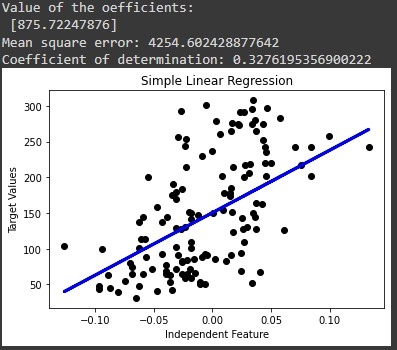 Value of the oefficients:
[875.72247876]
Mean square error: 4254.602428877642
Coefficient of determination: 0.3276195356900222
Simple Linear Regression
300
250
200
150
100
50
Target Values
−0.10 −0.05 0.00 0.05 0.10
Independent Feature